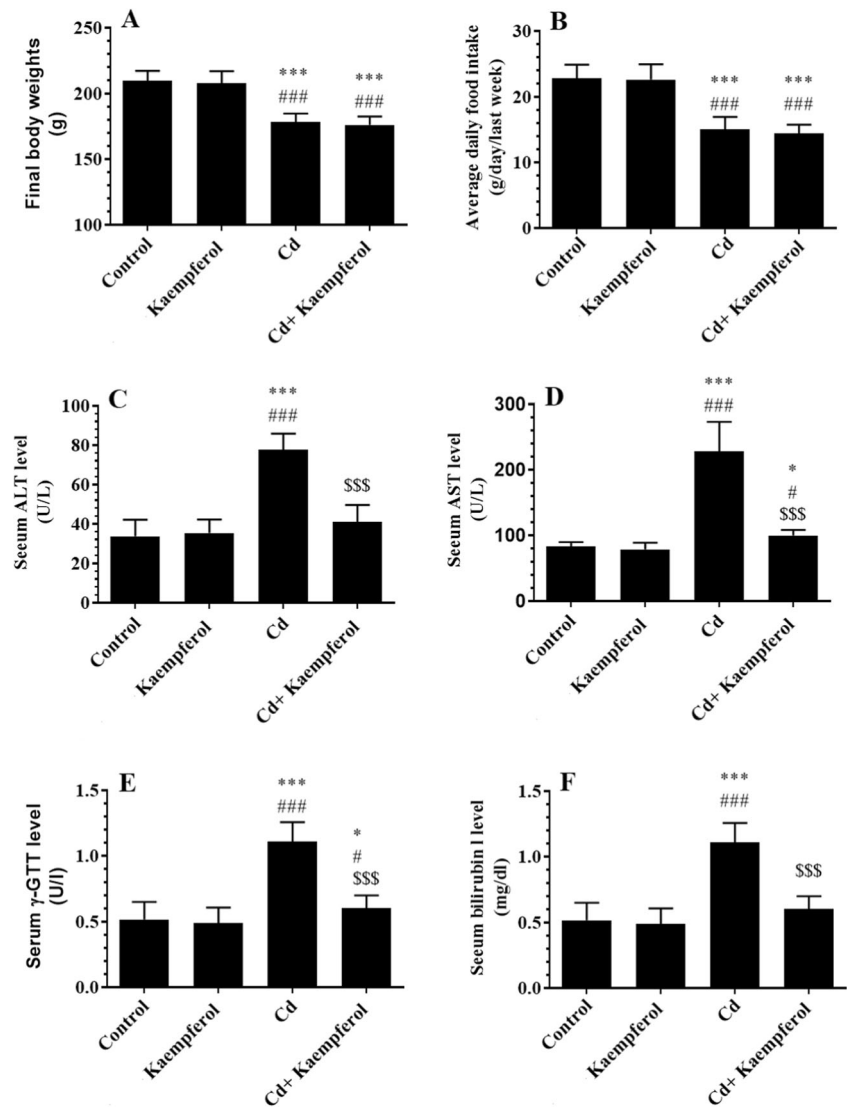 A
Final body weights
(g)
250
200
150
100
***
###
***
###
Control
Kaempferol
Cd
Cd+ Kaempferol
B
Average daily food intake
(g/day/last week)
30
20
10
0
***
###
***
###
Control
Kaempferol
Cd
Cd+ Kaempferol
C
Seeum ALT level
(U/L)
100
80
60
40
20
0
***
###
$$$
Control
Kaempferol
Cd
Cd+ Kaempferol
D
Seeum AST level
(U/L)
300
200
100
0
***
###
*
#
$$$
Control
Kaempferol
Cd
Cd+ Kaempferol
E
Serum γ-GTT level
(U/l)
1.5
1.0
0.5
0.0
***
###
*
#
$$$
Control
Kaempferol
Cd
Cd+ Kaempferol
F
Seeum bilirubin l level
(mg/dl)
1.5
1.0
0.5
0.0
***
###
$$$
Control
Kaempferol
Cd
Cd+ Kaempferol